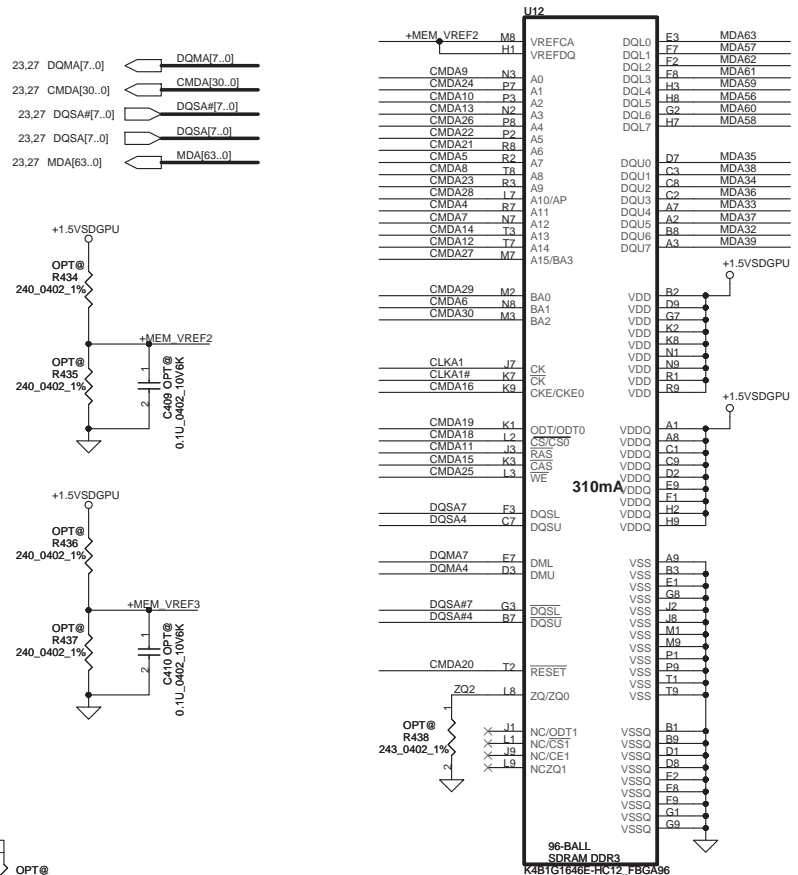 U12
23,27 DQMA[7..0] DQMA[7..0]
23,27 CMDA[30..0] CMDA[30..0]
23,27 DQSA#[7..0] DQSA#[7..0]
23,27 DQSA[7..0] DQSA[7..0]
23,27 MDA[63..0] MDA[63..0]
+1.5VSDGPU
OPT@
R434
240_0402_1%
+MEM_VREF2
OPT@
R435
240_0402_1%
1
2
C409 OPT@
0.1U_0402_10V6K
+1.5VSDGPU
OPT@
R436
240_0402_1%
+MEM_VREF3
OPT@
R437
240_0402_1%
1
2
C410 OPT@
0.1U_0402_10V6K
OPT@
+MEM_VREF2 M8 VREFCA
H1 VREFDQ
CMDA9 N3 A0
CMDA24 P7 A1
CMDA10 P3 A2
CMDA13 N2 A3
CMDA26 P8 A4
CMDA22 P2 A5
CMDA21 R8 A6
CMDA5 R2 A7
CMDA8 T8 A8
CMDA23 R3 A9
CMDA28 L7 A10/AP
CMDA4 R7 A11
CMDA7 N7 A12
CMDA14 T3 A13
CMDA12 T7 A14
CMDA27 M7 A15/BA3
CMDA29 M2 BA0
CMDA6 N8 BA1
CMDA30 M3 BA2
CLKA1 J7 CK
CLKA1# K7 CK
CMDA16 K9 CKE/CKE0
CMDA19 K1 ODT/ODT0
CMDA18 L2 CS/CS0
CMDA11 J3 RAS
CMDA15 K3 CAS
CMDA25 L3 WE
310mA
DQSA7 F3 DQSL
DQSA4 C7 DQSU
DQMA7 E7 DML
DQMA4 D3 DMU
DQSA#7 G3 DQSL
DQSA#4 B7 DQSU
CMDA20 T2 RESET
ZQ2 L8 ZQ/ZQ0
OPT@
R438
243_0402_1%
1
2
J1 NC/ODT1
L1 NC/CS1
J9 NC/CE1
L9 NCZQ1
DQL0 E3 MDA63
DQL1 F7 MDA57
DQL2 F2 MDA62
DQL3 F8 MDA61
DQL4 H3 MDA59
DQL5 H8 MDA56
DQL6 G2 MDA60
DQL7 H7 MDA58
DQU0 D7 MDA35
DQU1 C3 MDA38
DQU2 C8 MDA34
DQU3 C2 MDA36
DQU4 A7 MDA33
DQU5 A2 MDA37
DQU6 B8 MDA32
DQU7 A3 MDA39
+1.5VSDGPU
VDD B2
VDD D9
VDD G7
VDD K2
VDD K8
VDD N1
VDD N9
VDD R1
VDD R9
+1.5VSDGPU
VDDQ A1
VDDQ A8
VDDQ C1
VDDQ C9
VDDQ D2
VDDQ E9
VDDQ F1
VDDQ H2
VDDQ H9
VSS A9
VSS B3
VSS E1
VSS G8
VSS J2
VSS J8
VSS M1
VSS M9
VSS P1
VSS P9
VSS T1
VSS T9
VSSQ B1
VSSQ B9
VSSQ D1
VSSQ D8
VSSQ E2
VSSQ E8
VSSQ F9
VSSQ G1
VSSQ G9
96-BALL
SDRAM DDR3
K4B1G1646E-HC12_FBGA96